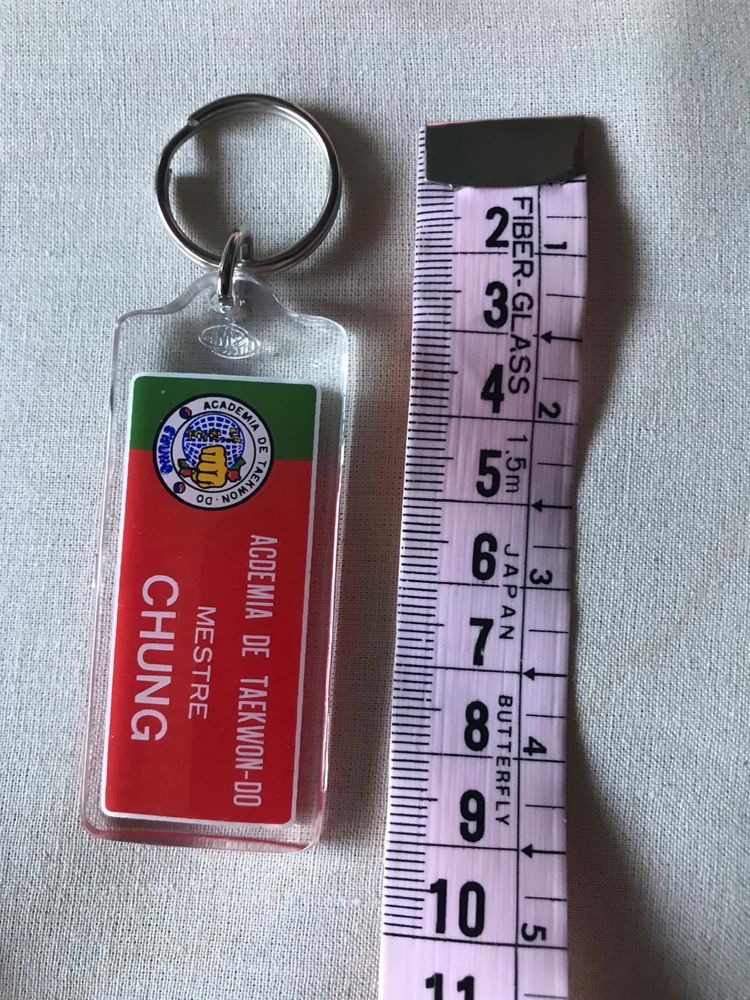 ACADEMIA DE TAEKWON-DO
CHUNG
ACDEMIA DE TAEKWON-DO
MESTRE
CHUNG
FIBER-GLASS 1.5m JAPAN BUTTERFLY
2
3
4
5
6
7
8
9
10
11
1
2
3
4
5